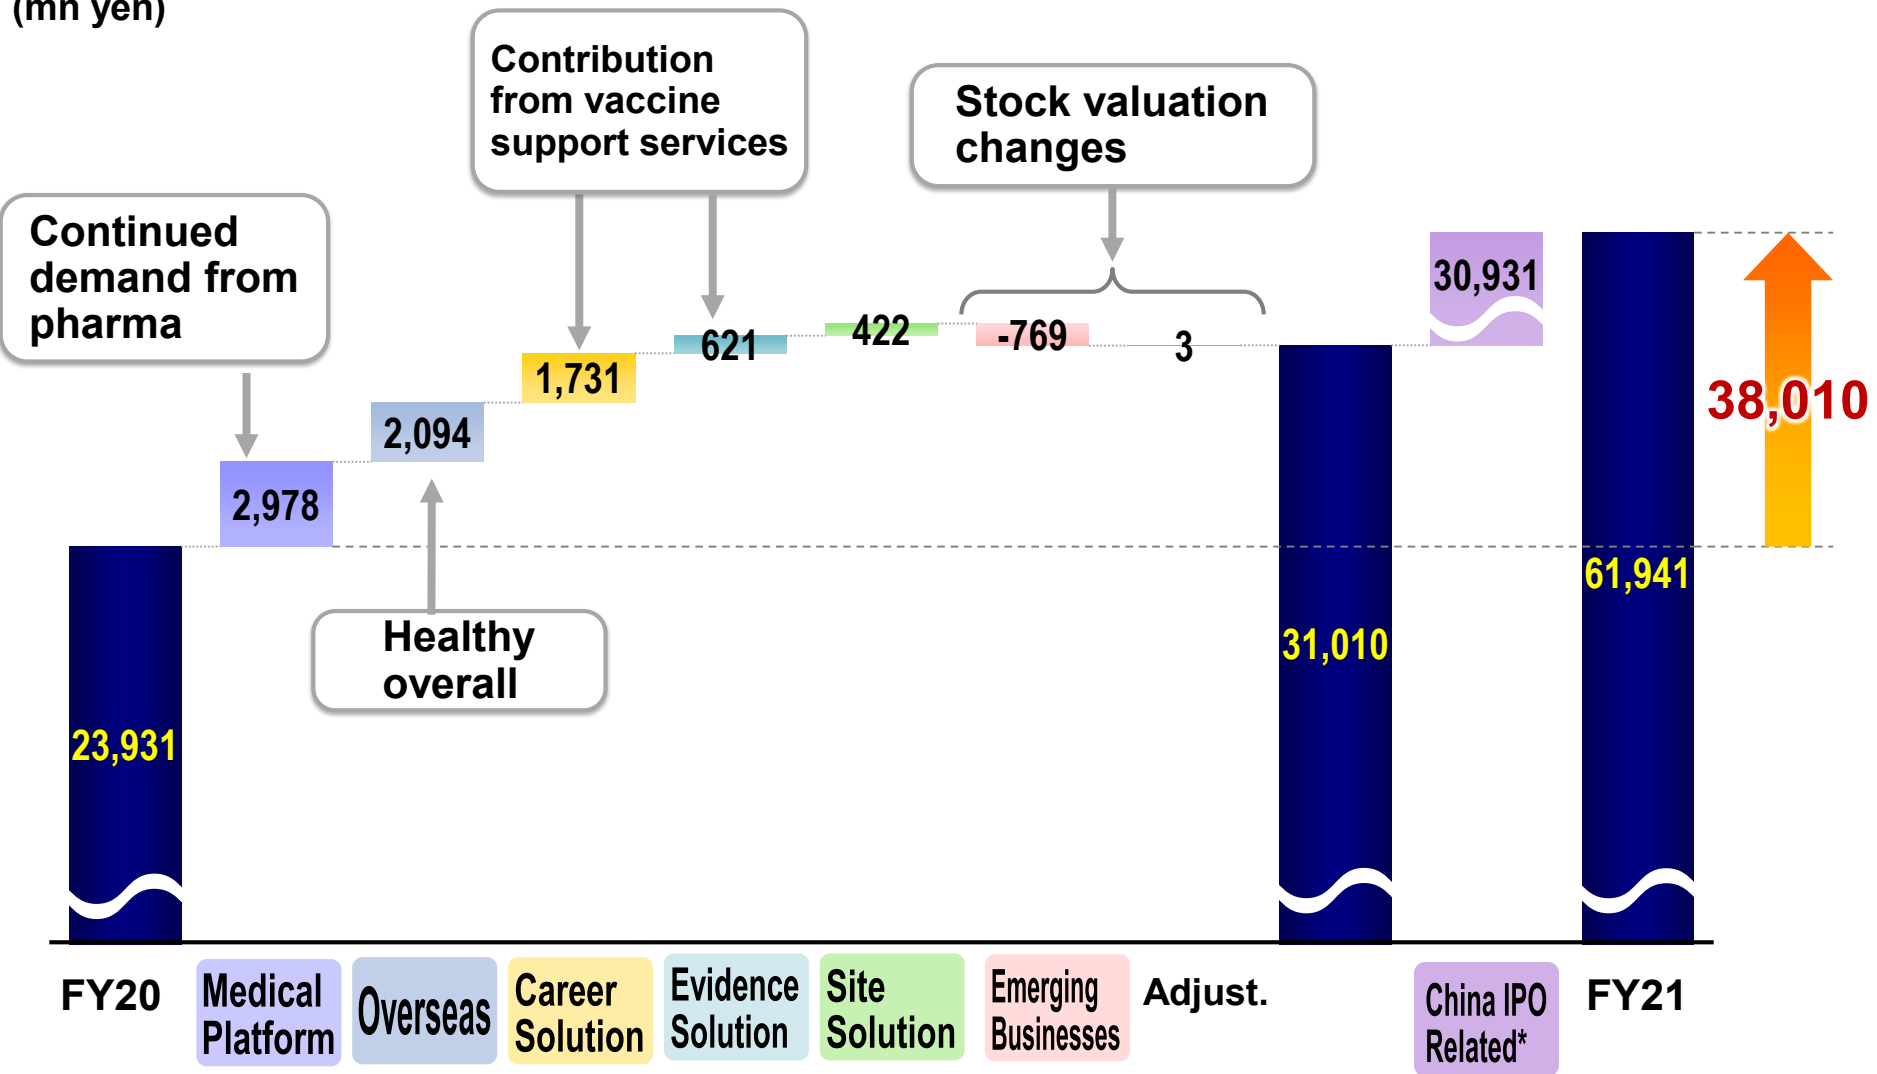 (mn yen)
Contribution
from vaccine
support services
Stock valuation
changes
Continued
demand from
pharma
30,931
422
-769
621
3
1,731
38,010
2,094
2,978
61,941
Healthy
overall
31,010
23,931
FY20
Medical
Platform
Overseas
Career
Solution
Evidence
Solution
Site
Solution
Emerging
Businesses
Adjust.
China IPO
Related*
FY21